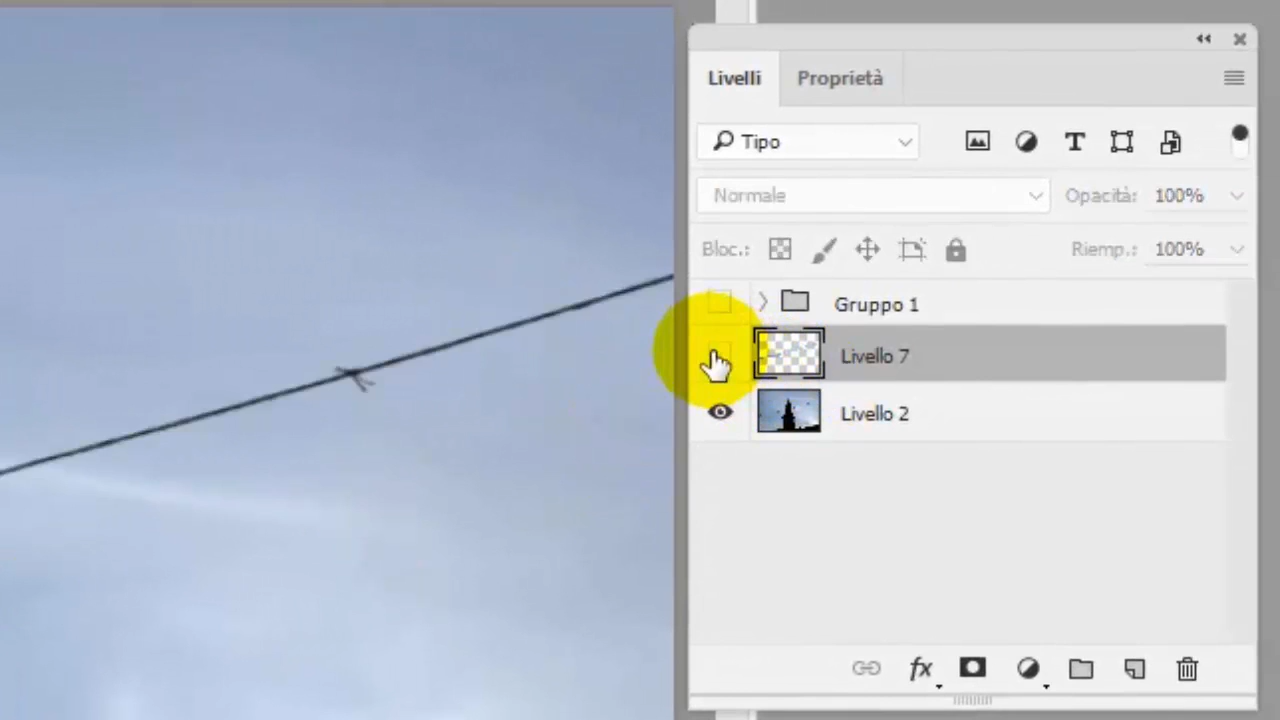 Livelli Proprietà
Tipo T
Normale Opacità: 100%
Bloc.: Riemp.: 100%
Gruppo 1
Livello 7
Livello 2
fx